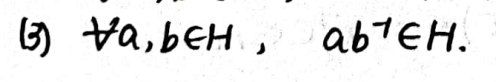 (3) ∀a,b∈H, ab⁻¹∈H.